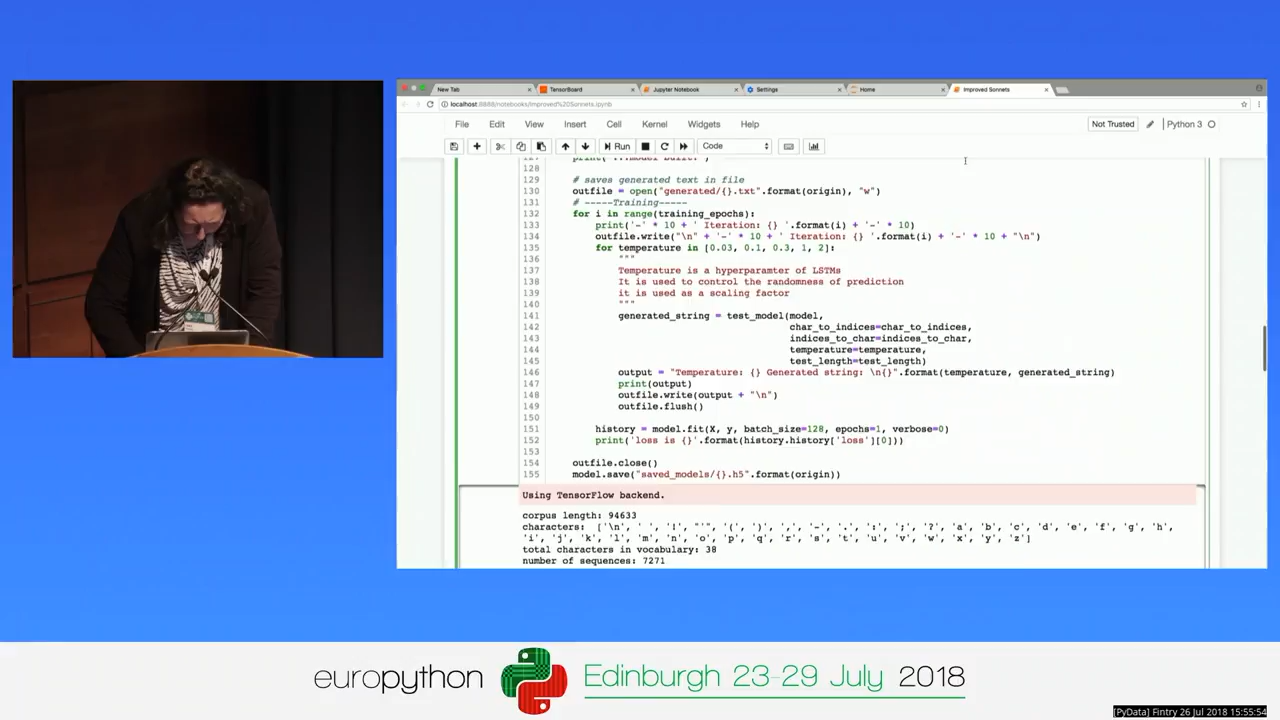 New Tab
TensorBoard
Jupyter Notebook
Settings
Home
Improved Sonnets
localhost:8888/notebooks/Improved%20Sonnets.ipynb
File Edit View Insert Cell Kernel Widgets Help
Not Trusted
Python 3
Run
Code
127 print("...model built.")
128
129 # saves generated text in file
130 outfile = open("generated/{}.txt".format(origin), "w")
131 # -----Training-----
132 for i in range(training_epochs):
133 print('-' * 10 + ' Iteration: {} '.format(i) + '-' * 10)
134 outfile.write("\n" + '-' * 10 + ' Iteration: {} '.format(i) + '-' * 10 + "\n")
135 for temperature in [0.03, 0.1, 0.3, 1, 2]:
136 """
137 Temperature is a hyperparamter of LSTMs
138 It is used to control the randomness of prediction
139 it is used as a scaling factor
140 """
141 generated_string = test_model(model,
142 char_to_indices=char_to_indices,
143 indices_to_char=indices_to_char,
144 temperature=temperature,
145 test_length=test_length)
146 output = "Temperature: {} Generated string: \n{}".format(temperature, generated_string)
147 print(output)
148 outfile.write(output + "\n")
149 outfile.flush()
150
151 history = model.fit(X, y, batch_size=128, epochs=1, verbose=0)
152 print('loss is {}'.format(history.history['loss'][0]))
153
154 outfile.close()
155 model.save("saved_models/{}.h5".format(origin))
Using TensorFlow backend.
corpus length: 94633
characters: ['\n', ' ', '!', "'", '(', ')', ',', '-', '.', ':', ';', '?', 'a', 'b', 'c', 'd', 'e', 'f', 'g', 'h',
'i', 'j', 'k', 'l', 'm', 'n', 'o', 'p', 'q', 'r', 's', 't', 'u', 'v', 'w', 'x', 'y', 'z']
total characters in vocabulary: 38
number of sequences: 7271
europython
Edinburgh 23-29 July 2018
[PyData] Fintry 26 Jul 2018 15:55:54